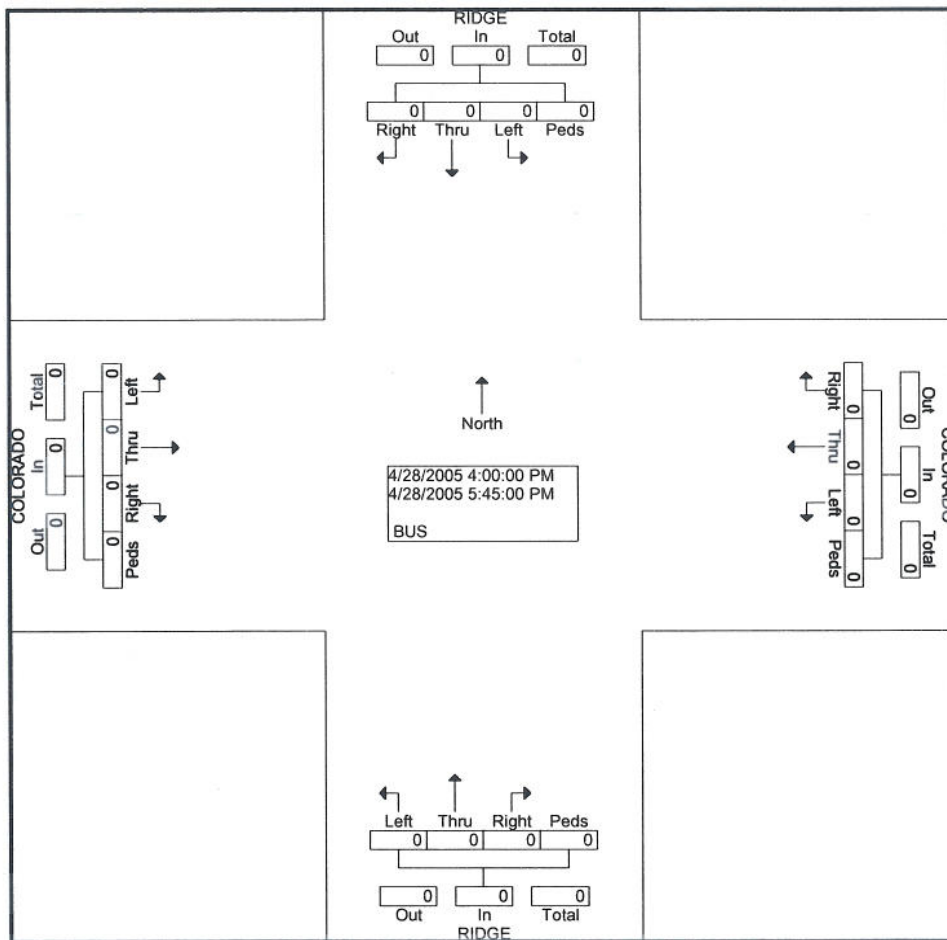 RIDGE
Out In Total
0 0 0
0 0 0 0
Right Thru Left Peds
COLORADO
Total In Out
0 0 0
0 0 0 0
Left Thru Right Peds
North
4/28/2005 4:00:00 PM
4/28/2005 5:45:00 PM
BUS
Right Thru Left Peds
0 0 0 0
0 0 0
Out In Total
COLORADO
Left Thru Right Peds
0 0 0 0
0 0 0
Out In Total
RIDGE